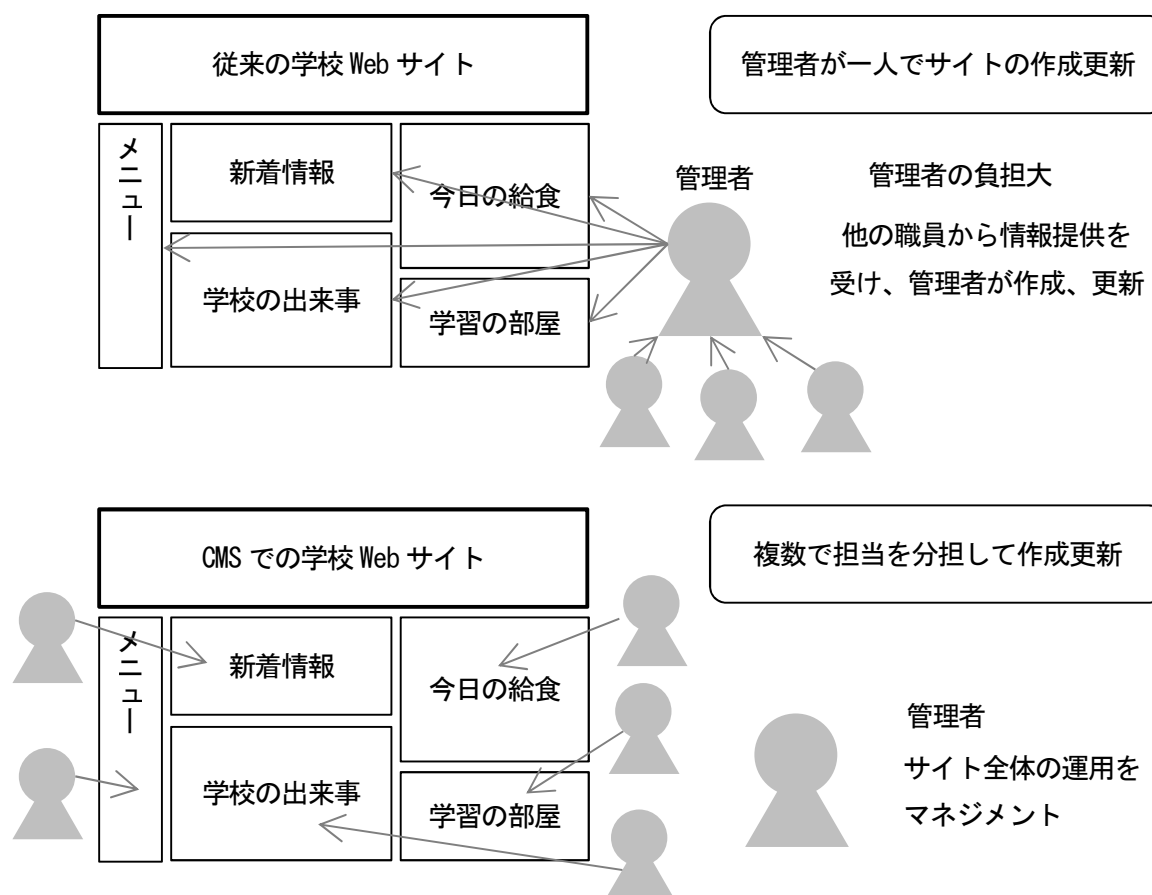 従来の学校 Web サイト
管理者が一人でサイトの作成更新
メニュー
新着情報
今日の給食
学校の出来事
学習の部屋
管理者
管理者の負担大
他の職員から情報提供を
受け、管理者が作成、更新
CMS での学校 Web サイト
複数で担当を分担して作成更新
メニュー
新着情報
今日の給食
学校の出来事
学習の部屋
管理者
サイト全体の運用を
マネジメント